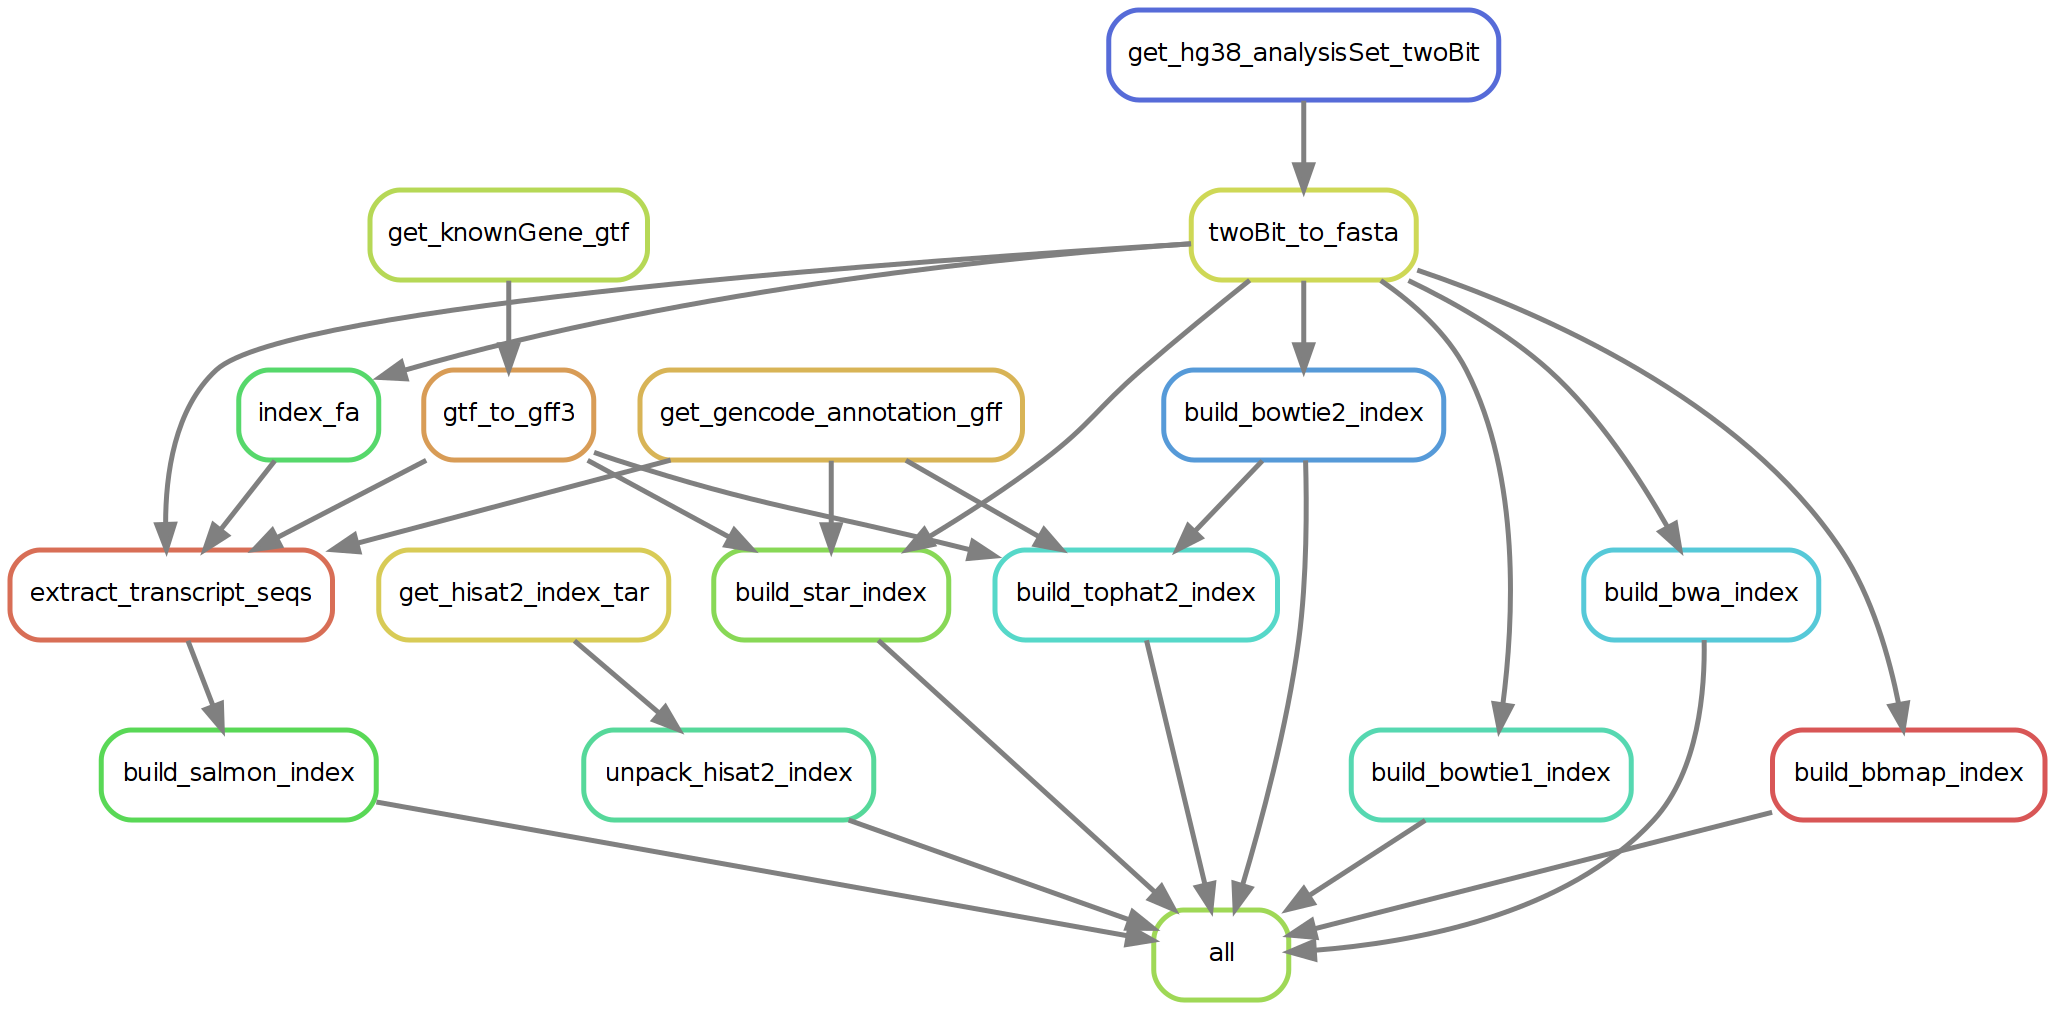 get_hg38_analysisSet_twoBit
get_knownGene_gtf
twoBit_to_fasta
index_fa
gtf_to_gff3
get_gencode_annotation_gff
build_bowtie2_index
extract_transcript_seqs
get_hisat2_index_tar
build_star_index
build_tophat2_index
build_bwa_index
build_salmon_index
unpack_hisat2_index
build_bowtie1_index
build_bbmap_index
all